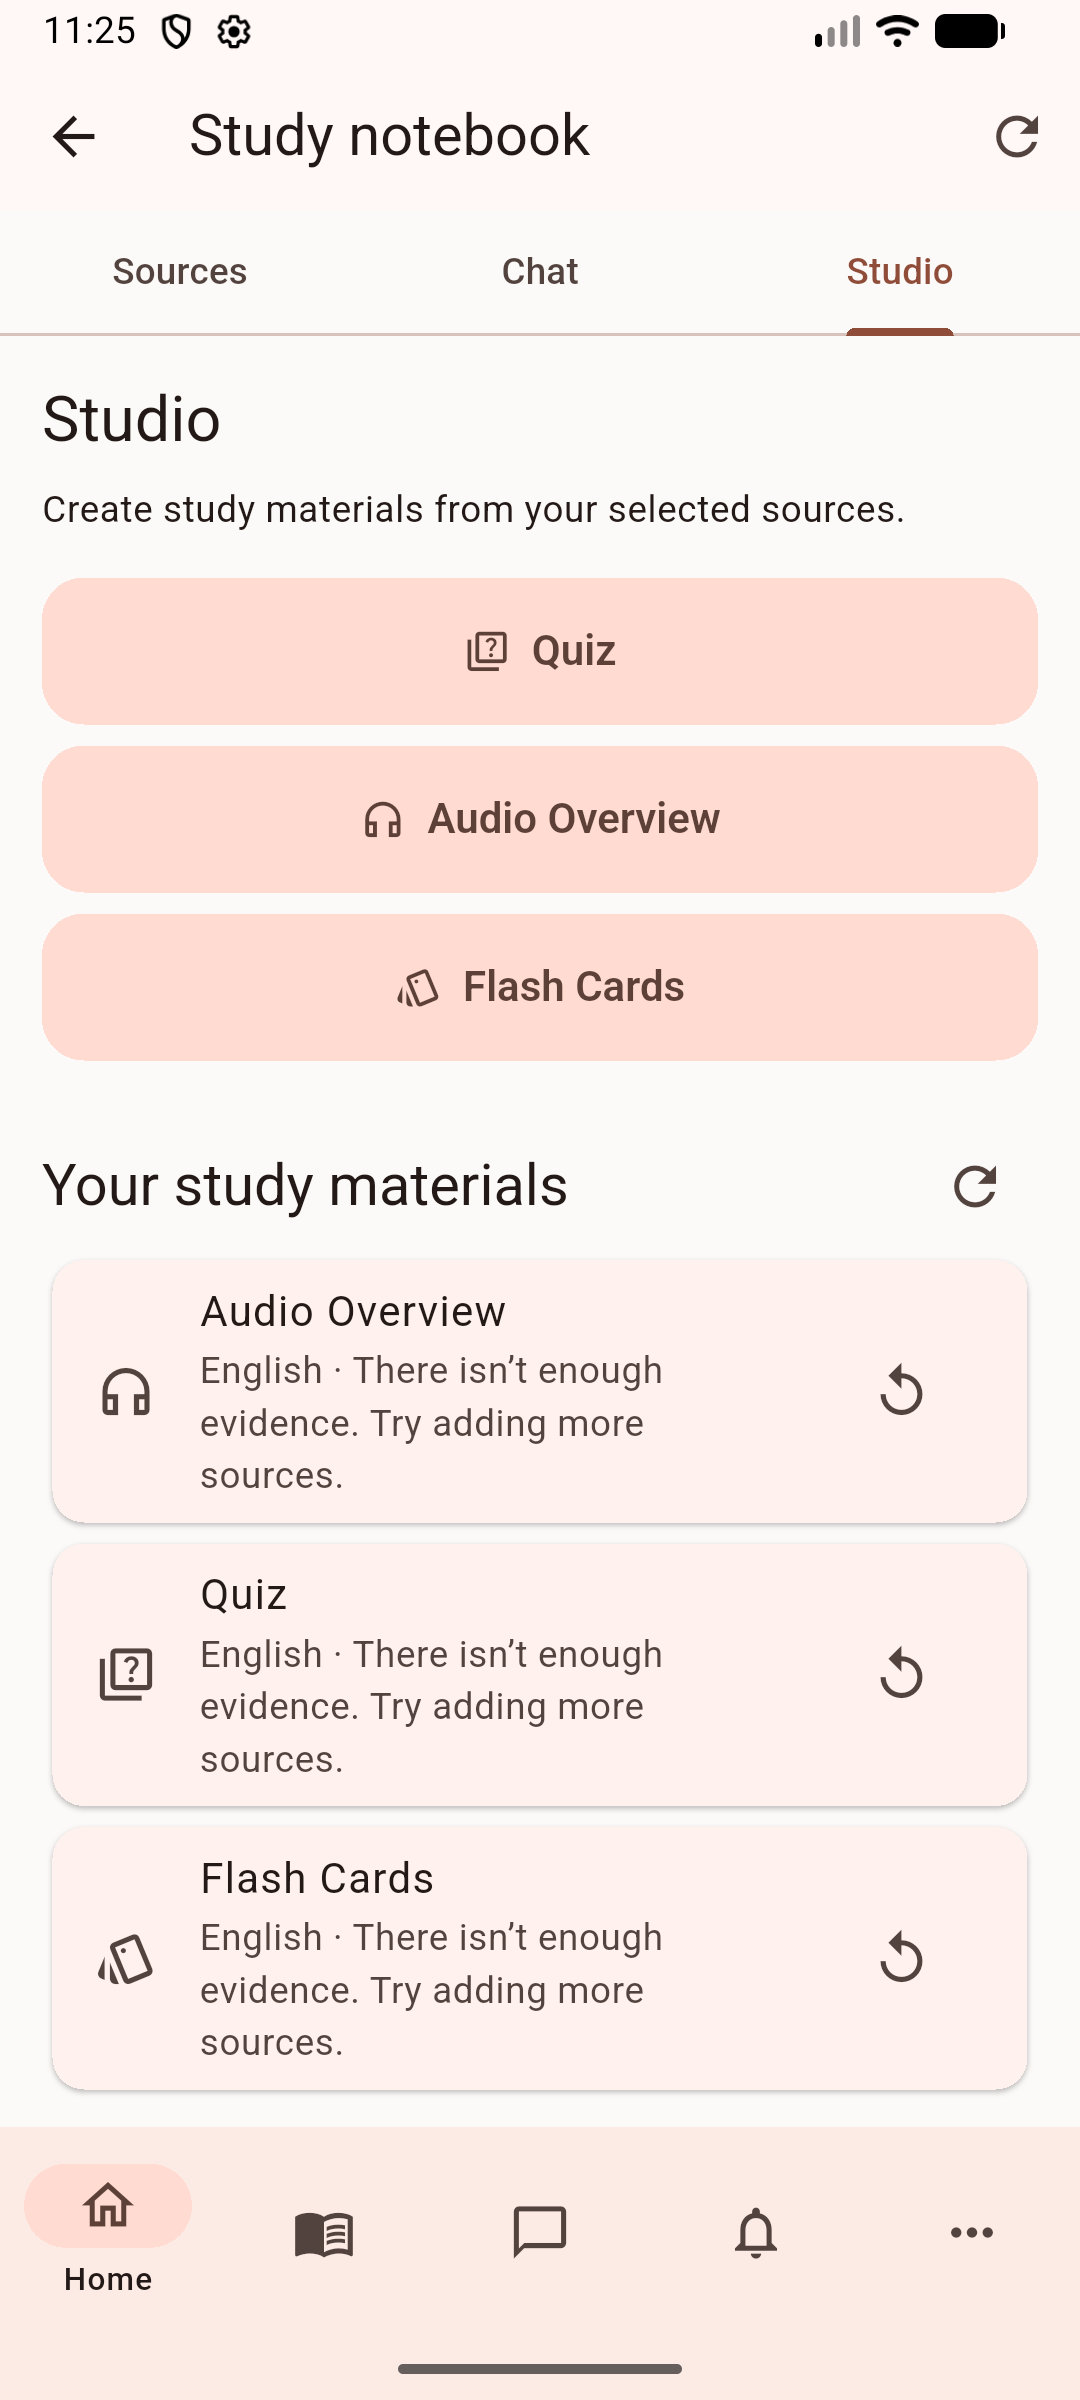 11:25
Study notebook
Sources
Chat
Studio
Studio
Create study materials from your selected sources.
Quiz
Audio Overview
Flash Cards
Your study materials
Audio Overview
English · There isn’t enough
evidence. Try adding more
sources.
Quiz
English · There isn’t enough
evidence. Try adding more
sources.
Flash Cards
English · There isn’t enough
evidence. Try adding more
sources.
Home